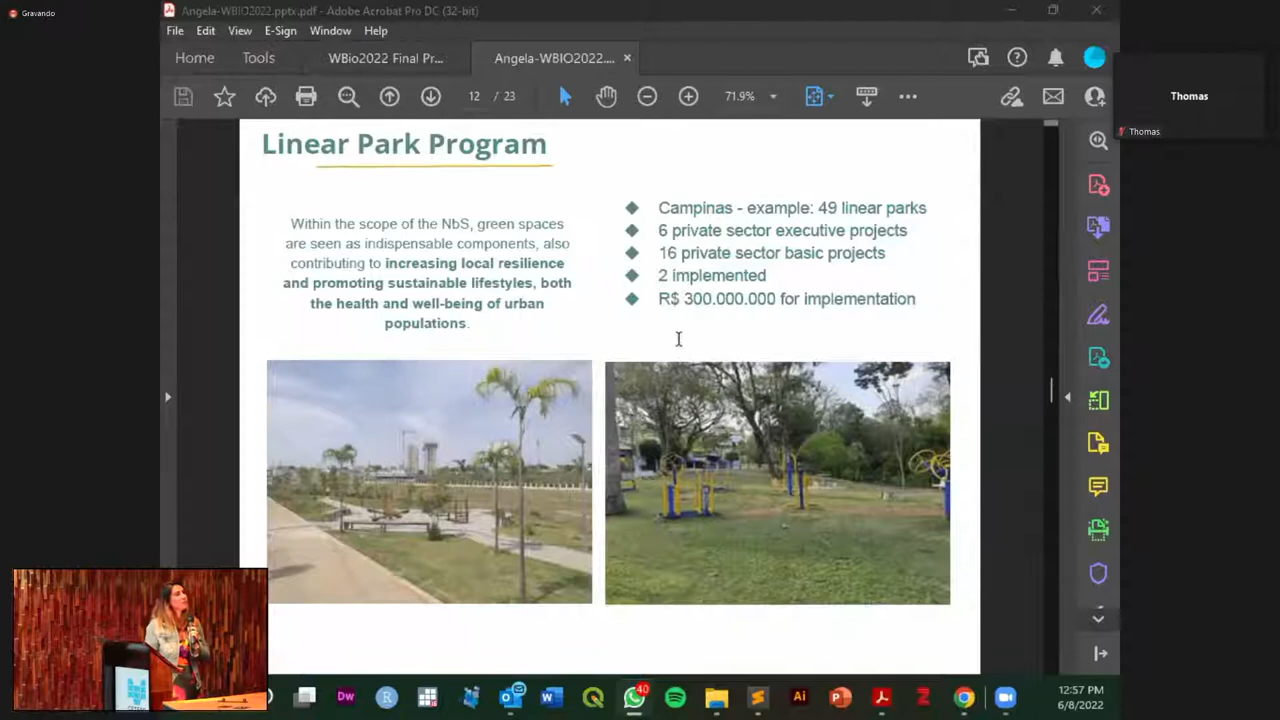 Gravando
Angela-WBIO2022.pptx.pdf - Adobe Acrobat Pro DC (32-bit)
File Edit View E-Sign Window Help
Home Tools WBio2022 Final Pr... Angela-WBIO2022.... ×
12 / 23 71.9%
Thomas
Thomas
Linear Park Program
Within the scope of the NbS, green spaces
are seen as indispensable components, also
contributing to increasing local resilience
and promoting sustainable lifestyles, both
the health and well-being of urban
populations.
Campinas - example: 49 linear parks
6 private sector executive projects
16 private sector basic projects
2 implemented
R$ 300.000.000 for implementation
Dw R W 40 Ai P Z
12:57 PM
6/8/2022